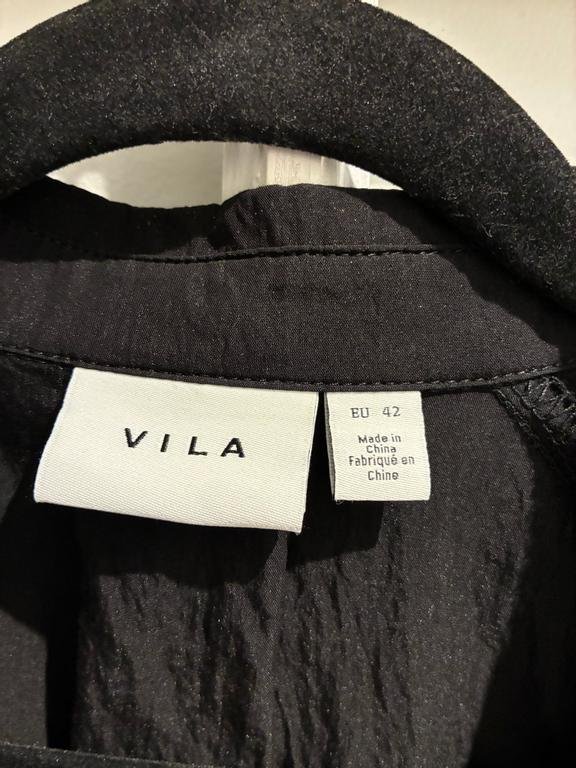 VILA
EU 42
Made in
China
Fabriqué en
Chine